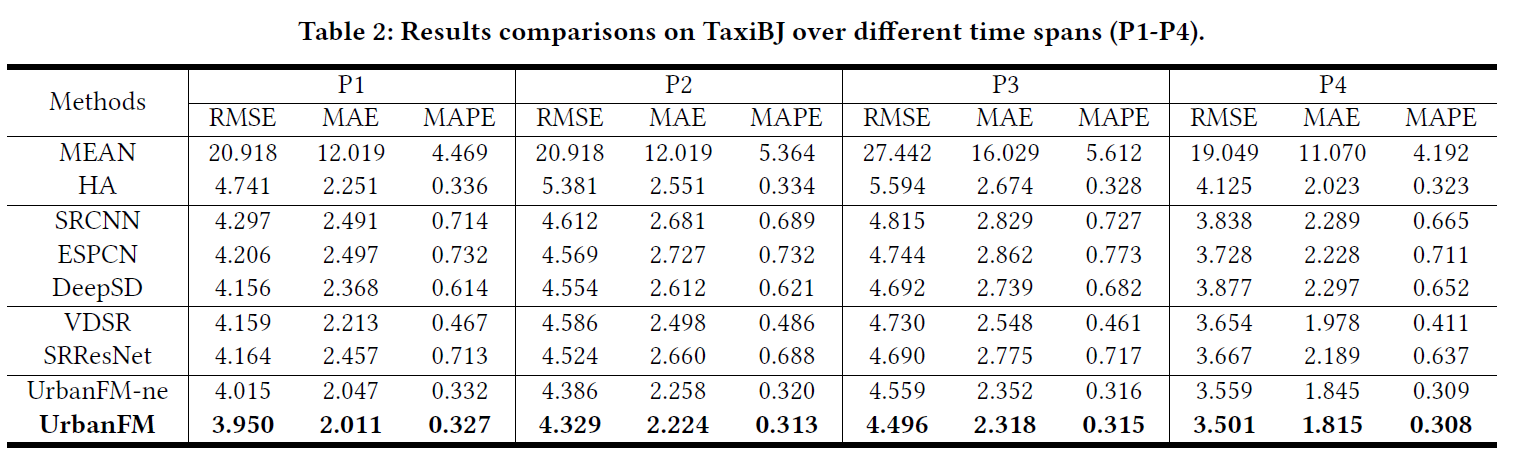 Table 2: Results comparisons on TaxiBJ over different time spans (P1-P4).
Methods P1 P2 P3 P4
RMSE MAE MAPE RMSE MAE MAPE RMSE MAE MAPE RMSE MAE MAPE
MEAN 20.918 12.019 4.469 20.918 12.019 5.364 27.442 16.029 5.612 19.049 11.070 4.192
HA 4.741 2.251 0.336 5.381 2.551 0.334 5.594 2.674 0.328 4.125 2.023 0.323
SRCNN 4.297 2.491 0.714 4.612 2.681 0.689 4.815 2.829 0.727 3.838 2.289 0.665
ESPCN 4.206 2.497 0.732 4.569 2.727 0.732 4.744 2.862 0.773 3.728 2.228 0.711
DeepSD 4.156 2.368 0.614 4.554 2.612 0.621 4.692 2.739 0.682 3.877 2.297 0.652
VDSR 4.159 2.213 0.467 4.586 2.498 0.486 4.730 2.548 0.461 3.654 1.978 0.411
SRResNet 4.164 2.457 0.713 4.524 2.660 0.688 4.690 2.775 0.717 3.667 2.189 0.637
UrbanFM-ne 4.015 2.047 0.332 4.386 2.258 0.320 4.559 2.352 0.316 3.559 1.845 0.309
UrbanFM 3.950 2.011 0.327 4.329 2.224 0.313 4.496 2.318 0.315 3.501 1.815 0.308